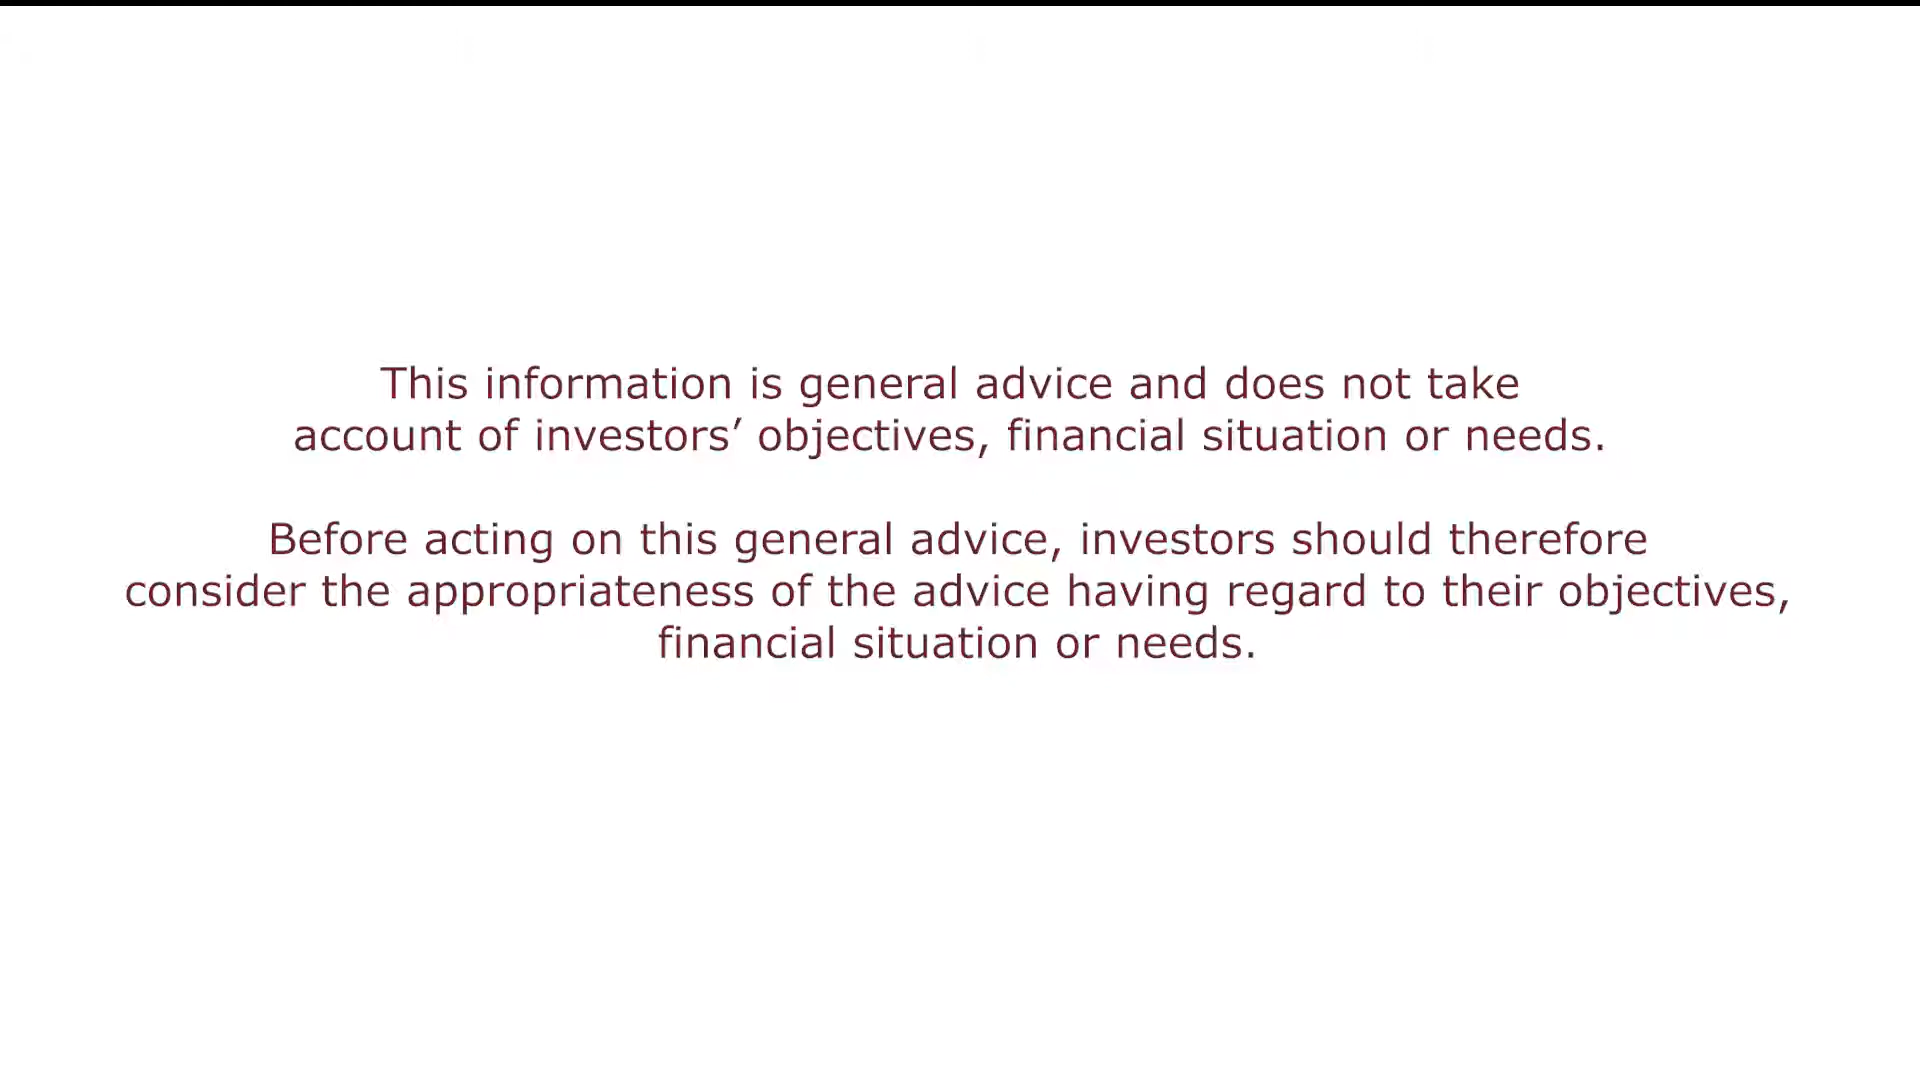 This information is general advice and does not take
account of investors’ objectives, financial situation or needs.
Before acting on this general advice, investors should therefore
consider the appropriateness of the advice having regard to their objectives,
financial situation or needs.